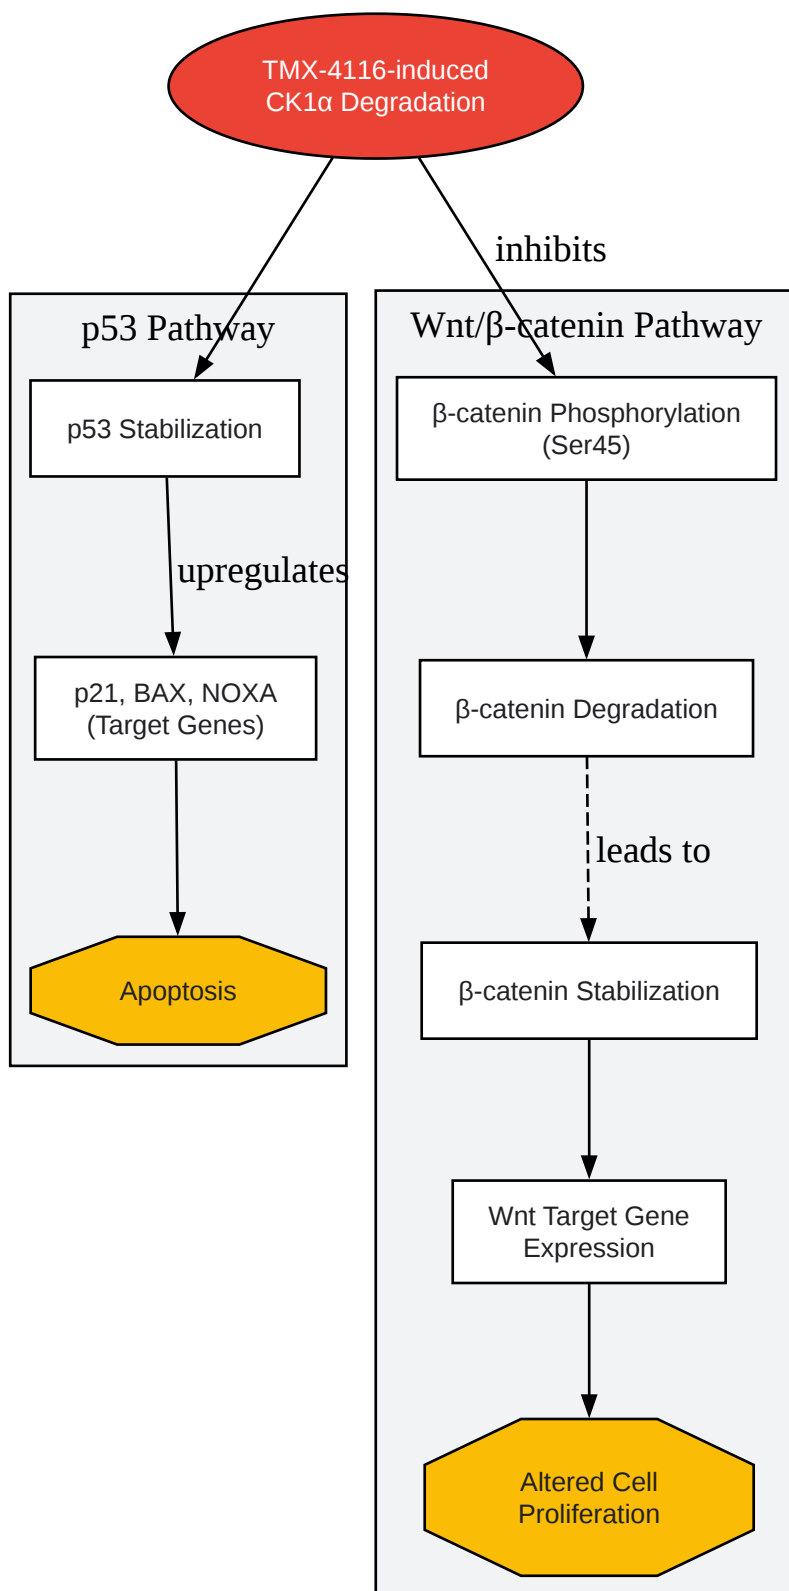 TMX-4116-induced
CK1α Degradation
inhibits
p53 Pathway
p53 Stabilization
upregulates
p21, BAX, NOXA
(Target Genes)
Apoptosis
Wnt/β-catenin Pathway
β-catenin Phosphorylation
(Ser45)
β-catenin Degradation
leads to
β-catenin Stabilization
Wnt Target Gene
Expression
Altered Cell
Proliferation